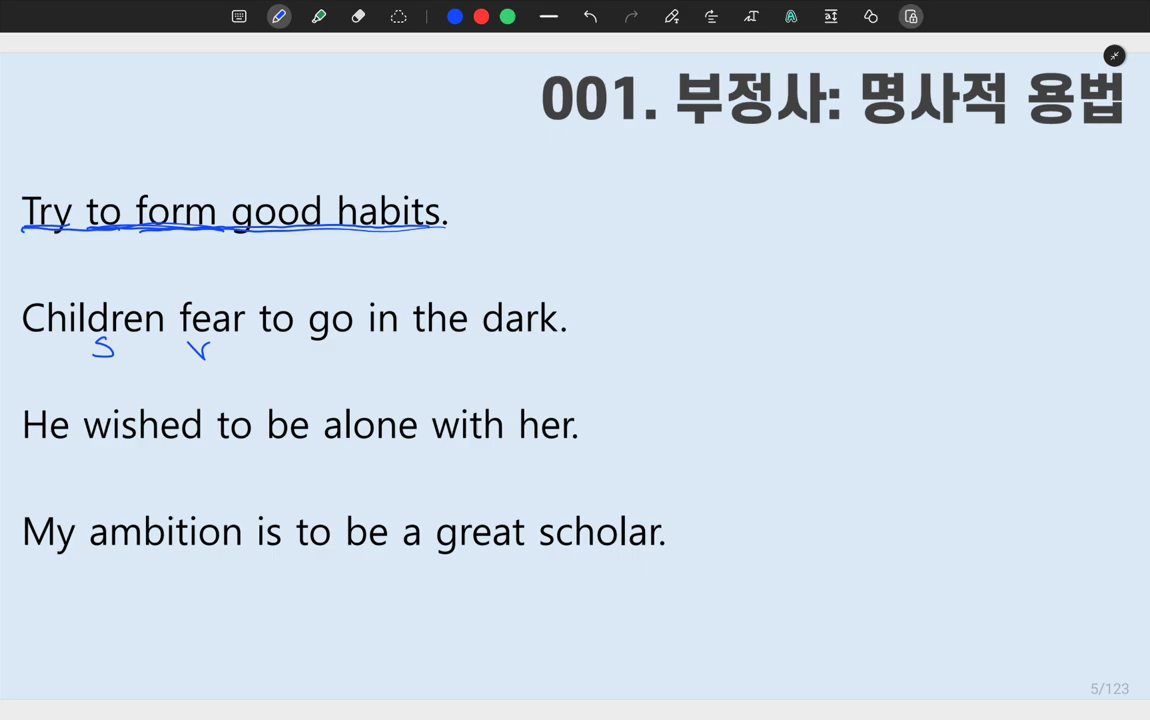 001. 부정사: 명사적 용법
Try to form good habits.
Children fear to go in the dark.
S V
He wished to be alone with her.
My ambition is to be a great scholar.
5/123